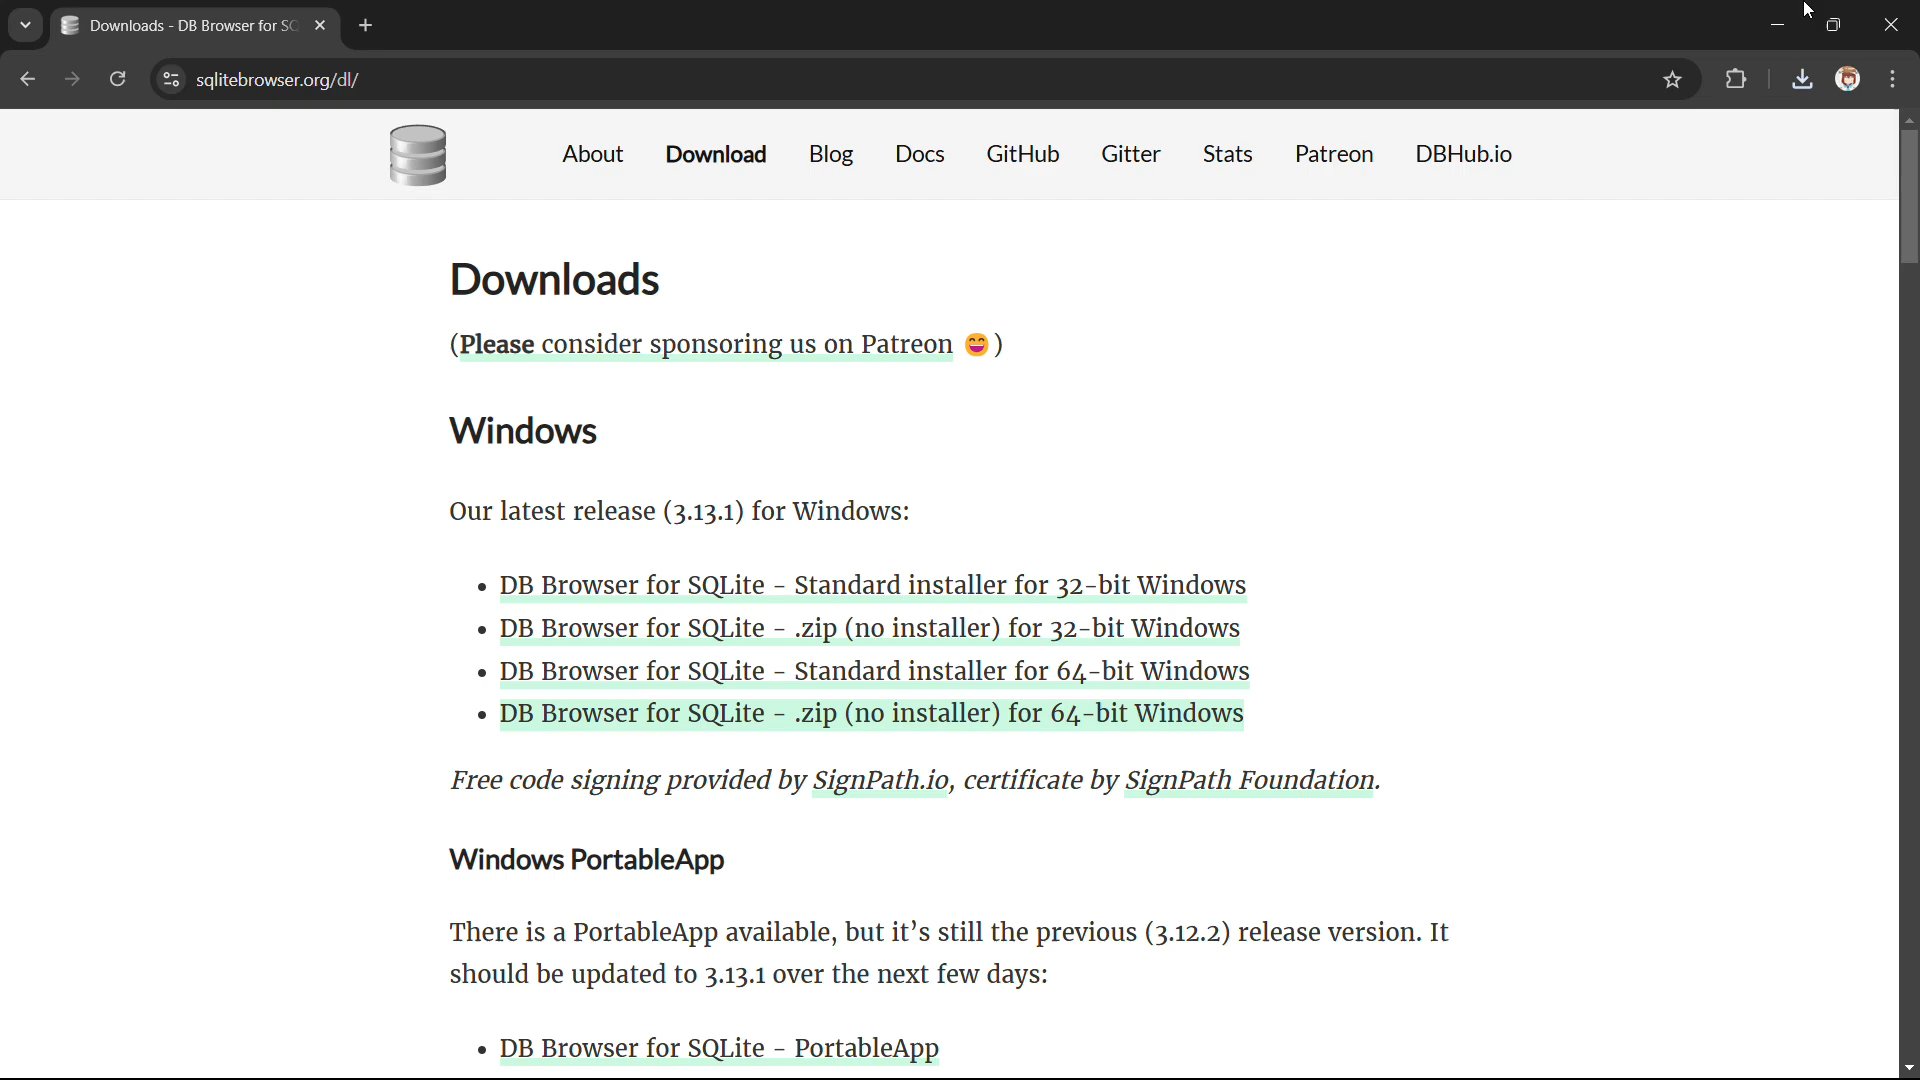 Downloads - DB Browser for SQ
sqlitebrowser.org/dl/
About Download Blog Docs GitHub Gitter Stats Patreon DBHub.io
Downloads
(Please consider sponsoring us on Patreon 😄)
Windows
Our latest release (3.13.1) for Windows:
• DB Browser for SQLite - Standard installer for 32-bit Windows
• DB Browser for SQLite - .zip (no installer) for 32-bit Windows
• DB Browser for SQLite - Standard installer for 64-bit Windows
• DB Browser for SQLite - .zip (no installer) for 64-bit Windows
Free code signing provided by SignPath.io, certificate by SignPath Foundation.
Windows PortableApp
There is a PortableApp available, but it’s still the previous (3.12.2) release version. It
should be updated to 3.13.1 over the next few days:
• DB Browser for SQLite - PortableApp